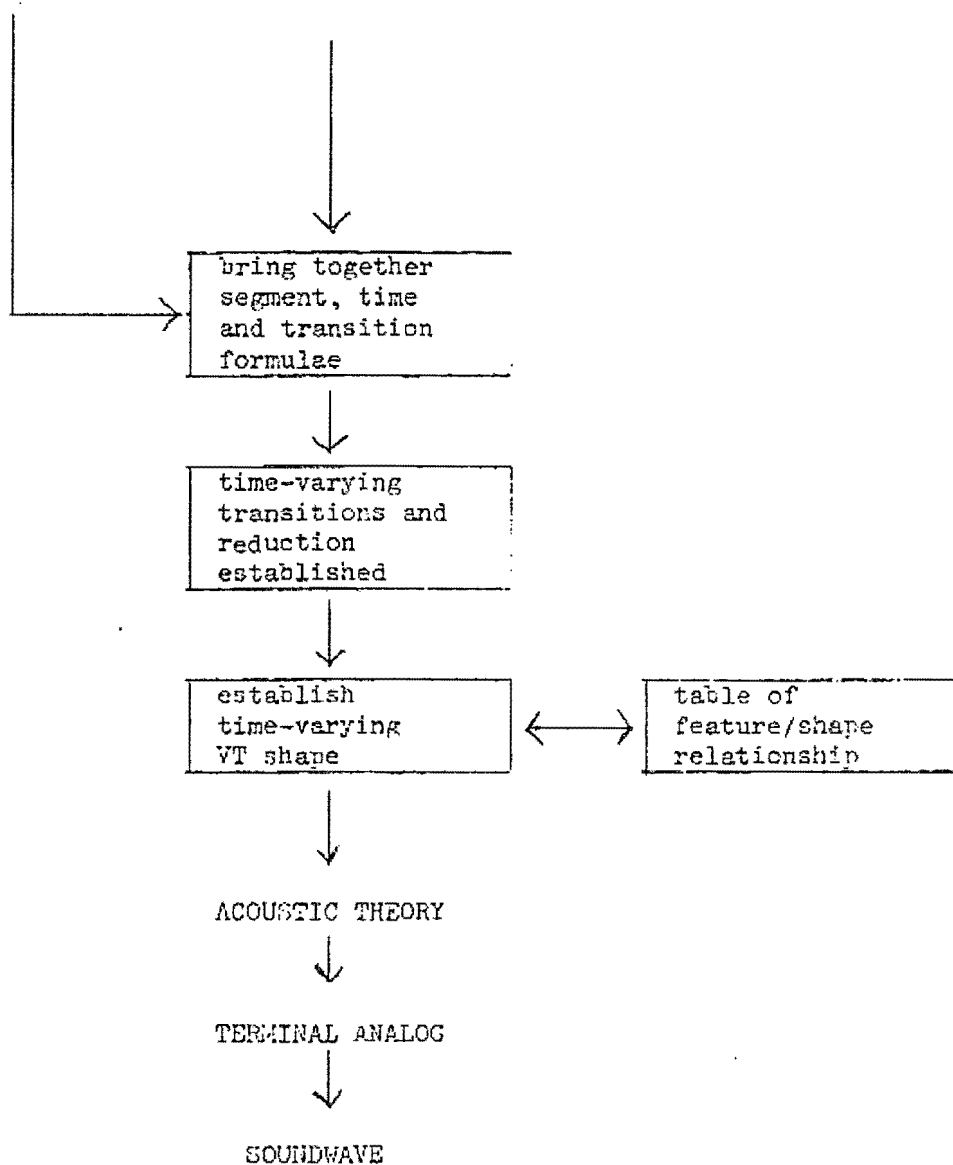 bring together
segment, time
and transition
formulae
time-varying
transitions and
reduction
established
establish
time-varying
VT shape
table of
feature/shape
relationship
ACOUSTIC THEORY
TERMINAL ANALOG
SOUNDWAVE